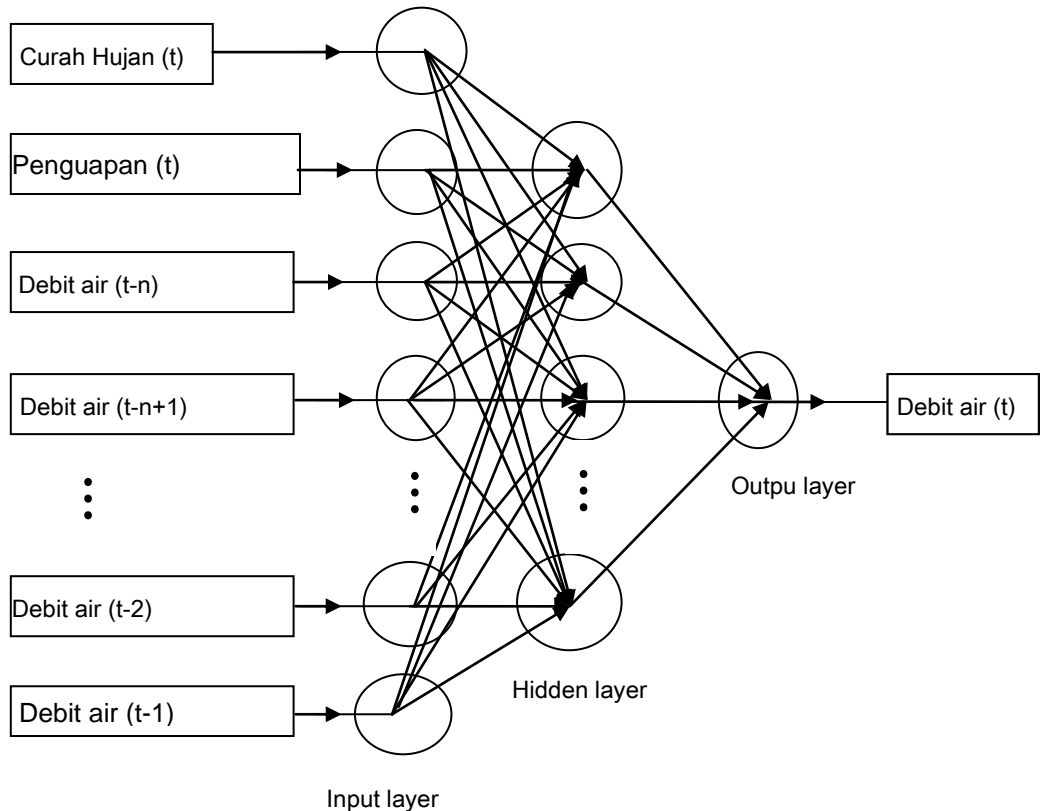 Curah Hujan (t)
Penguapan (t)
Debit air (t-n)
Debit air (t-n+1)
Debit air (t)
Outpu layer
Debit air (t-2)
Hidden layer
Debit air (t-1)
Input layer